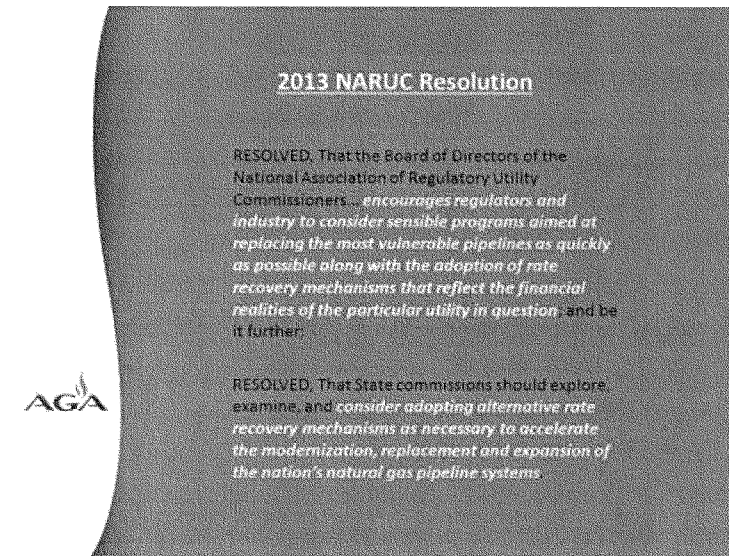 2013 NARUC Resolution
RESOLVED, That the Board of Directors of the
National Association of Regulatory Utility
Commissioners... encourages regulators and
industry to consider sensible programs aimed at
replacing the most vulnerable pipelines as quickly
as possible along with the adoption of rate
recovery mechanisms that reflect the financial
realities of the particular utility in question; and be
it further;
AGA
RESOLVED, That State commissions should explore,
examine, and consider adopting alternative rate
recovery mechanisms as necessary to accelerate
the modernization, replacement and expansion of
the nation's natural gas pipeline systems.